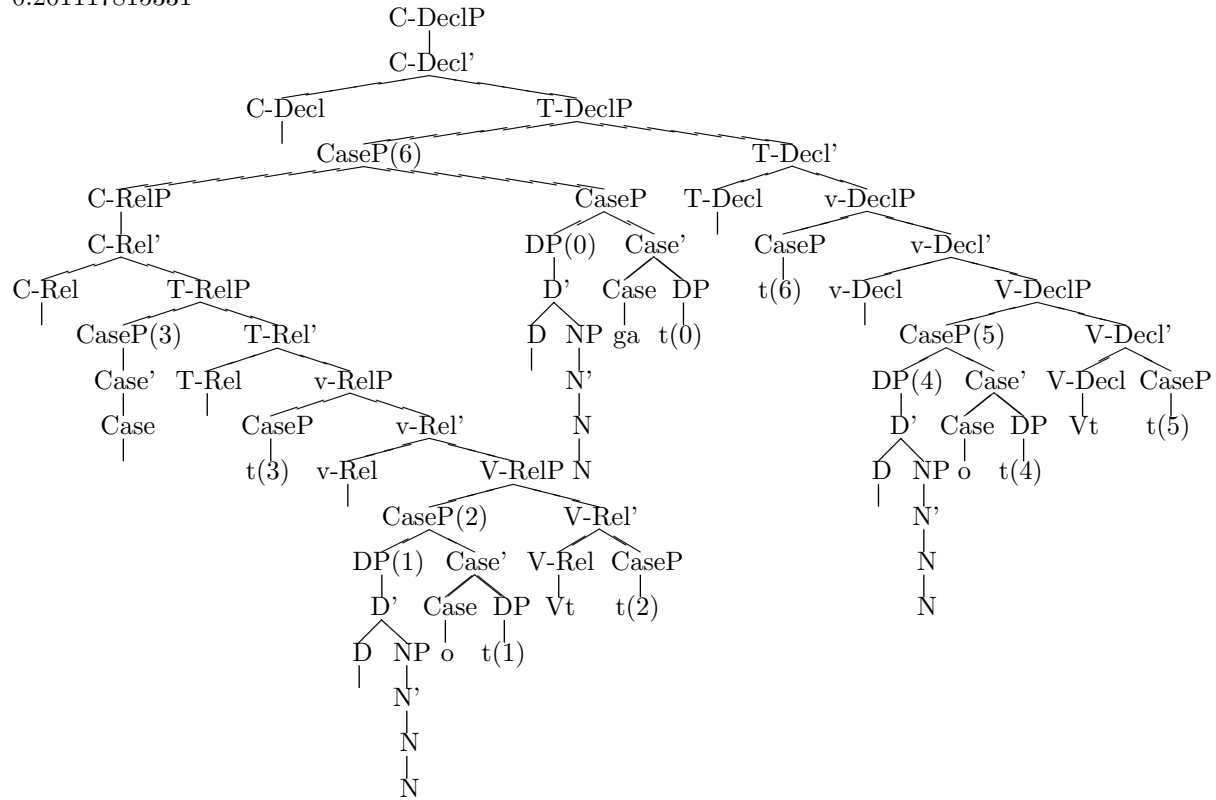 C-DeclP
C-Decl'
C-Decl T-DeclP
CaseP(6) T-Decl'
C-RelP CaseP T-Decl v-DeclP
C-Rel' DP(0) Case' CaseP v-Decl'
C-Rel T-RelP D' Case DP t(6) v-Decl V-DeclP
CaseP(3) T-Rel' D NP ga t(0) CaseP(5) V-Decl'
Case' T-Rel v-RelP N' DP(4) Case' V-Decl CaseP
Case CaseP v-Rel' N D' Case DP Vt t(5)
t(3) v-Rel V-RelP N D NP o t(4)
CaseP(2) V-Rel' N'
DP(1) Case' V-Rel CaseP N
D' Case DP Vt t(2) N
D NP o t(1)
N'
N
N